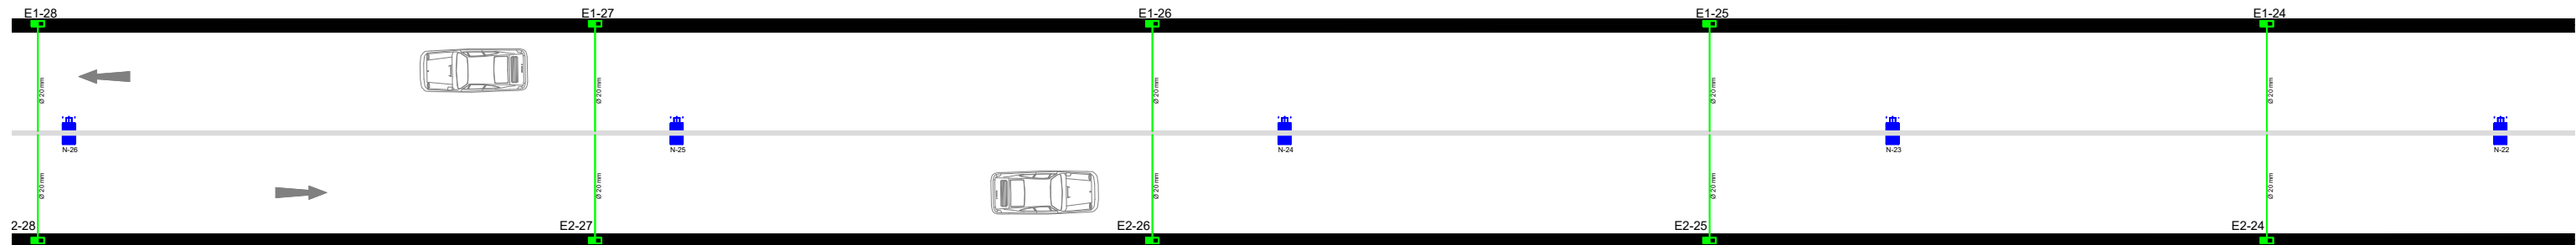 E1-28
E1-27
E1-26
E1-25
E1-24
Ø 20 mm
Ø 20 mm
Ø 20 mm
Ø 20 mm
Ø 20 mm
N-26
N-25
N-24
N-23
N-22
Ø 20 mm
Ø 20 mm
Ø 20 mm
Ø 20 mm
Ø 20 mm
2-28
E2-27
E2-26
E2-25
E2-24